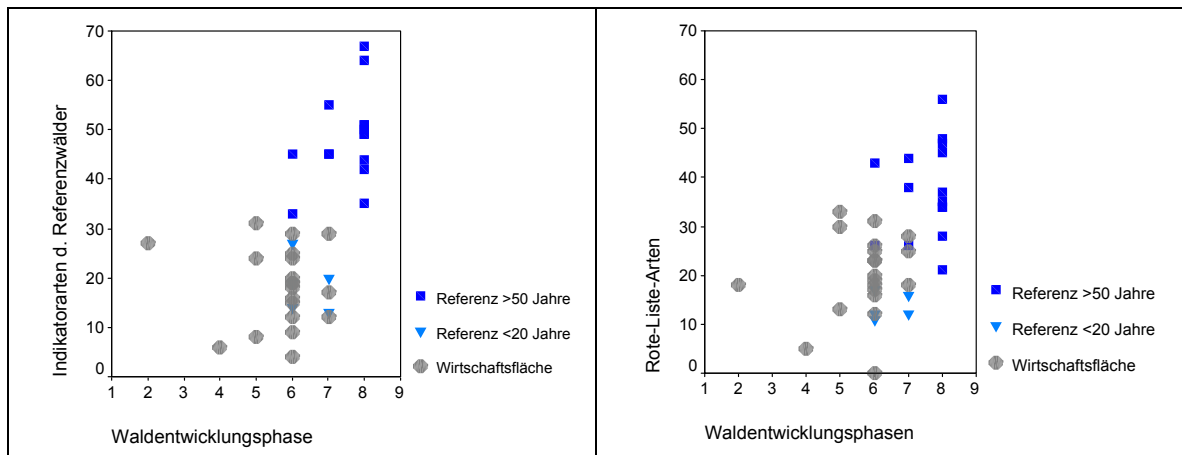 Indikatorarten d. Referenzwälder
70
60
50
40
30
20
10
0
1 2 3 4 5 6 7 8 9
Waldentwicklungsphase
Referenz >50 Jahre
Referenz <20 Jahre
Wirtschaftsfläche
Rote-Liste-Arten
70
60
50
40
30
20
10
0
1 2 3 4 5 6 7 8 9
Waldentwicklungsphasen
Referenz >50 Jahre
Referenz <20 Jahre
Wirtschaftsfläche